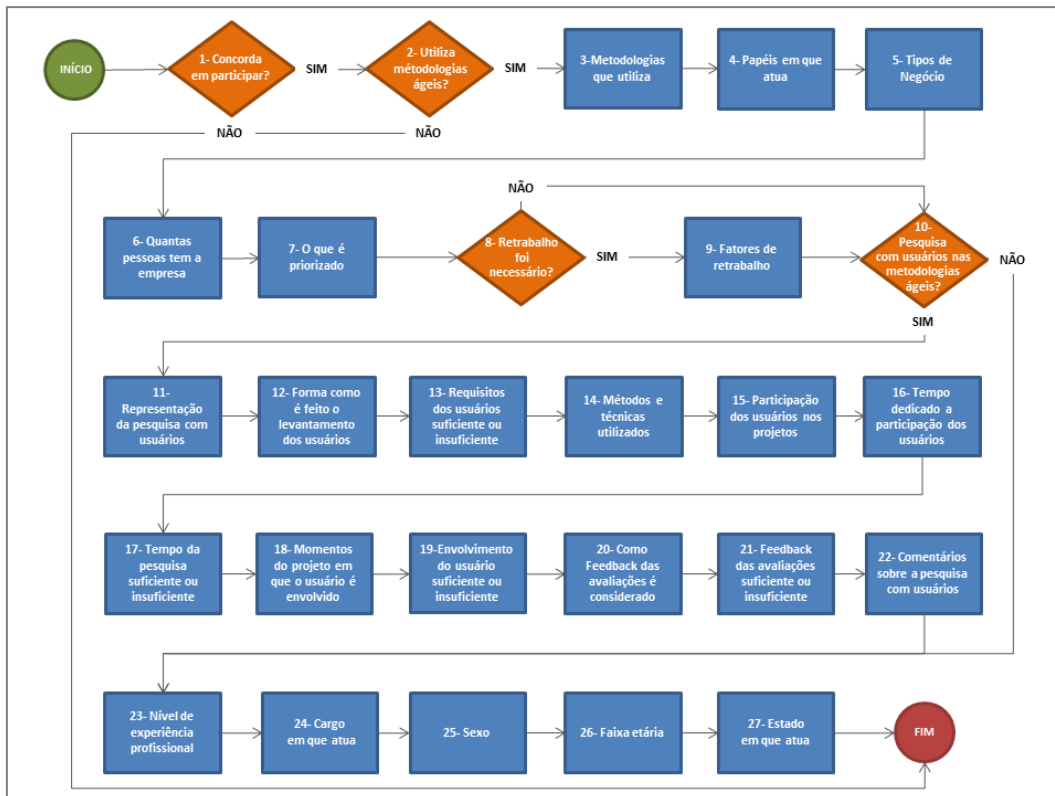 INÍCIO
1- Concorda
em participar?
SIM
2- Utiliza
métodologias
ágeis?
SIM
3-Metodologias
que utiliza
4- Papéis em que
atua
5- Tipos de
Negócio
NÃO
NÃO
6- Quantas
pessoas tem a
empresa
7- O que é
priorizado
8- Retrabalho
foi
necessário?
NÃO
SIM
9- Fatores de
retrabalho
10-
Pesquisa
com usuários nas
metodologias
ágeis?
NÃO
SIM
11-
Representação
da pesquisa com
usuários
12- Forma como
é feito o
levantamento
dos usuários
13- Requisitos
dos usuários
suficiente ou
insuficiente
14- Métodos e
técnicas
utilizados
15- Participação
dos usuários nos
projetos
16- Tempo
dedicado a
participação dos
usuários
17- Tempo da
pesquisa
suficiente ou
insuficiente
18- Momentos
do projeto em
que o usuário é
envolvido
19-Envolvimento
do usuário
suficiente ou
insuficiente
20- Como
Feedback das
avaliações é
considerado
21- Feedback
das avaliações
suficiente ou
insuficiente
22- Comentários
sobre a pesquisa
com usuários
23- Nível de
experiência
profissional
24- Cargo
em que atua
25- Sexo
26- Faixa etária
27- Estado
em que atua
FIM